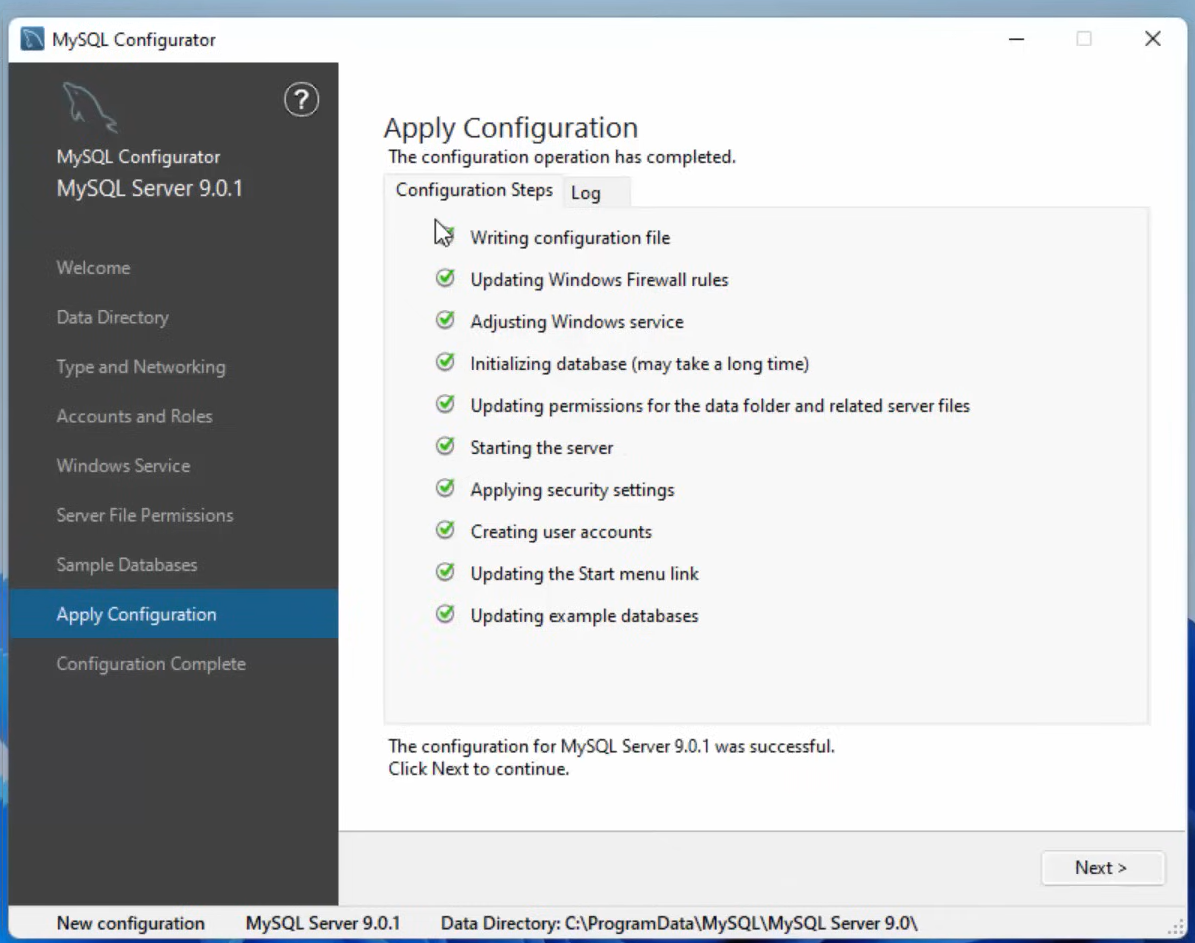 MySQL Configurator
?
MySQL Configurator
MySQL Server 9.0.1
Welcome
Data Directory
Type and Networking
Accounts and Roles
Windows Service
Server File Permissions
Sample Databases
Apply Configuration
Configuration Complete
Apply Configuration
The configuration operation has completed.
Configuration Steps Log
Writing configuration file
Updating Windows Firewall rules
Adjusting Windows service
Initializing database (may take a long time)
Updating permissions for the data folder and related server files
Starting the server
Applying security settings
Creating user accounts
Updating the Start menu link
Updating example databases
The configuration for MySQL Server 9.0.1 was successful.
Click Next to continue.
Next >
New configuration MySQL Server 9.0.1 Data Directory: C:\ProgramData\MySQL\MySQL Server 9.0\